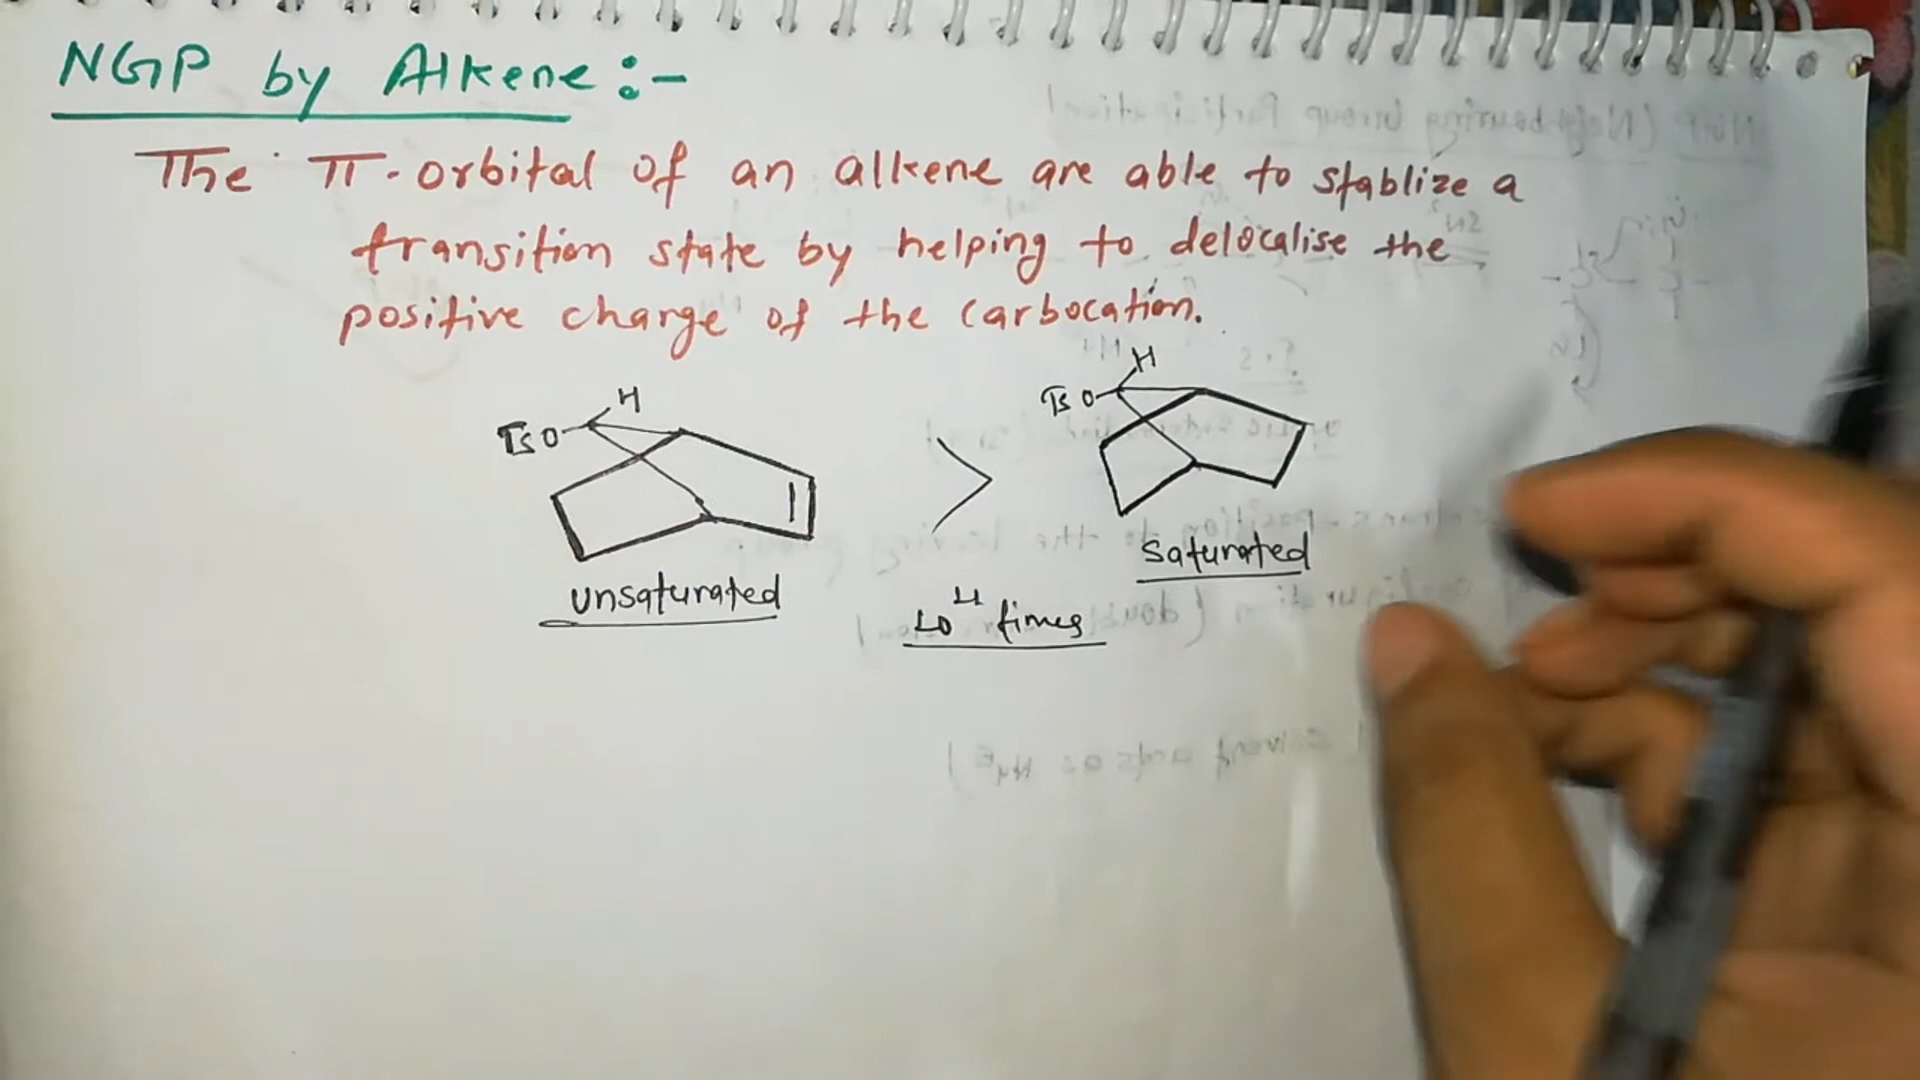 NGP by Alkene :-
The π-orbital of an alkene are able to stablize a
transition state by helping to delocalise the
positive charge of the carbocation.
H
TsO
H
TsO
>
unsaturated
saturated
10⁴ times